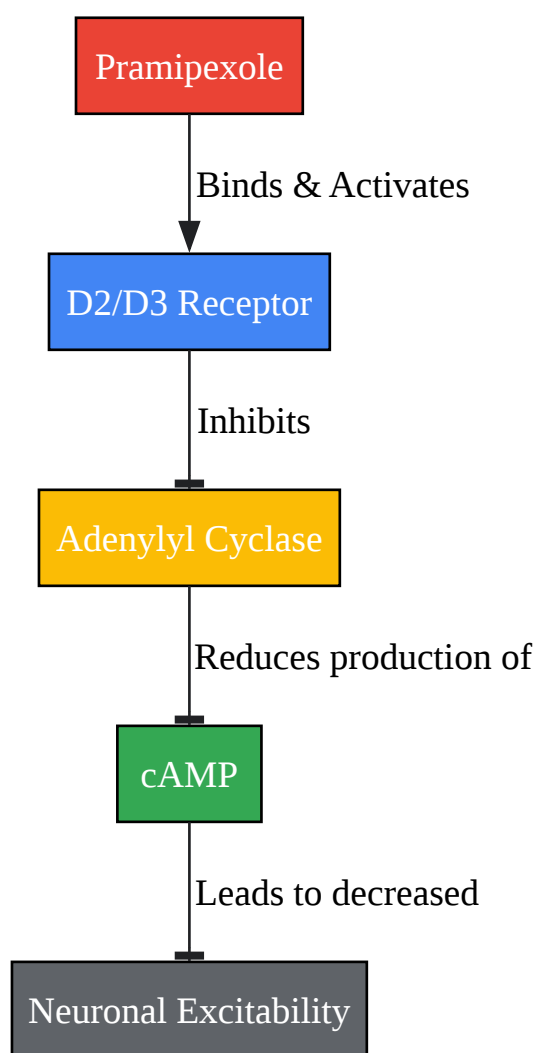 Pramipexole
Binds & Activates
D2/D3 Receptor
Inhibits
Adenylyl Cyclase
Reduces production of
cAMP
Leads to decreased
Neuronal Excitability